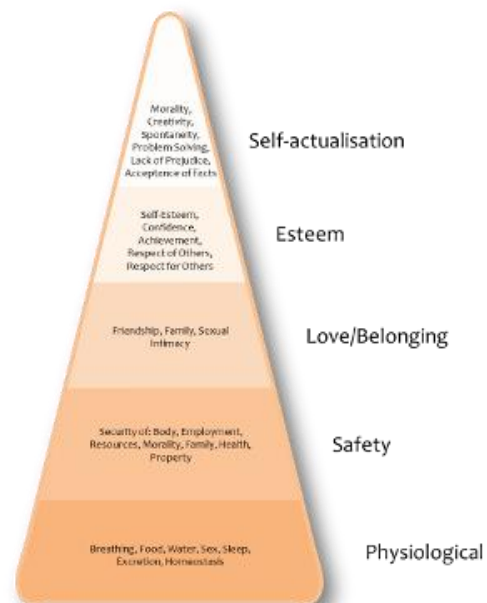 Morality,
Creativity,
Spontaneity,
Problem Solving,
Lack of Prejudice,
Acceptance of Facts
Self-actualisation
Self-Esteem,
Confidence,
Achievement,
Respect of Others,
Respect for Others
Esteem
Friendship, Family, Sexual
Intimacy
Love/Belonging
Security of: Body, Employment,
Resources, Morality, Family, Health,
Property
Safety
Breathing, Food, Water, Sex, Sleep,
Excretion, Homeostasis
Physiological